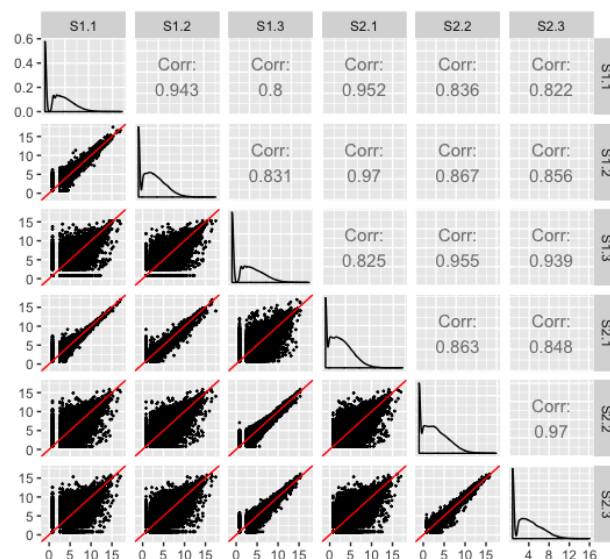 S1.1 S1.2 S1.3 S2.1 S2.2 S2.3
0.6
0.4
0.2
0.0
Corr:
0.943
Corr:
0.8
Corr:
0.952
Corr:
0.836
Corr:
0.822
S1.1
15
10
5
0
Corr:
0.831
Corr:
0.97
Corr:
0.867
Corr:
0.856
S1.2
15
10
5
0
Corr:
0.825
Corr:
0.955
Corr:
0.939
S1.3
15
10
5
0
Corr:
0.863
Corr:
0.848
S2.1
15
10
5
0
Corr:
0.97
S2.2
15
10
5
0
S2.3
0 5 10 15 0 5 10 15 0 5 10 15 0 5 10 15 0 5 10 15 4 8 12 16